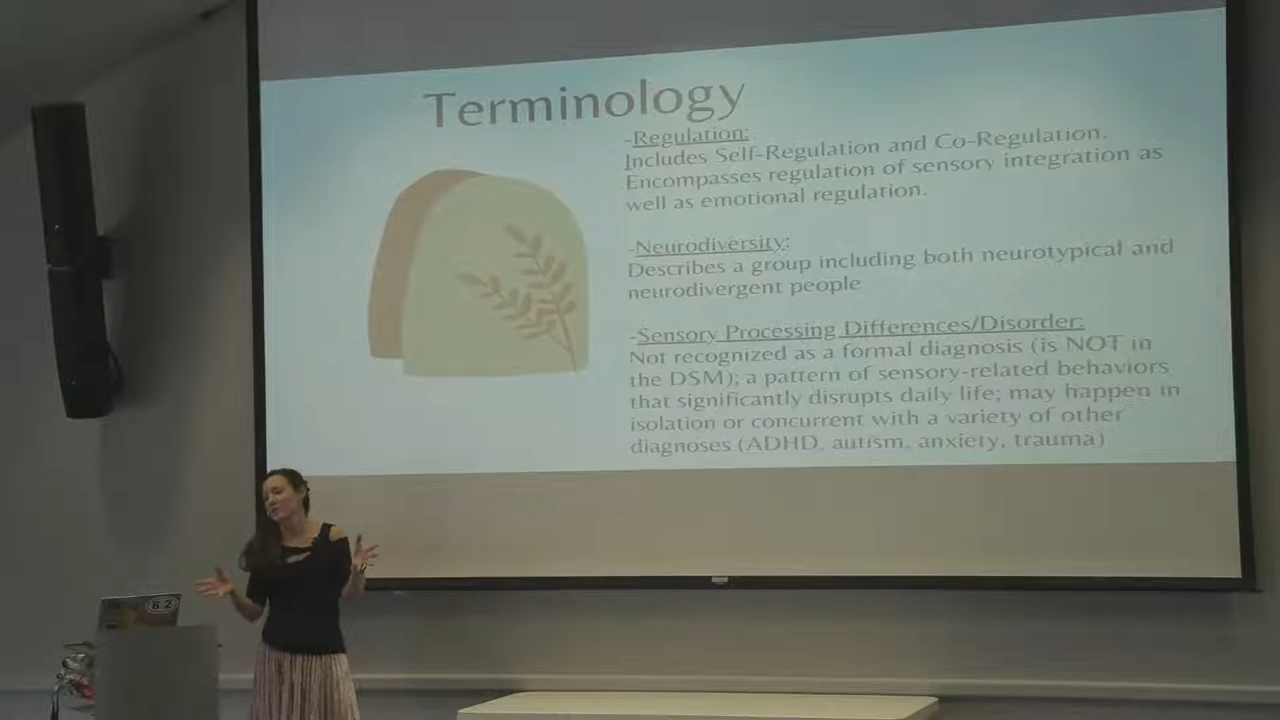 Terminology
-Regulation:
Includes Self-Regulation and Co-Regulation.
Encompasses regulation of sensory integration as
well as emotional regulation.
-Neurodiversity:
Describes a group including both neurotypical and
neurodivergent people
-Sensory Processing Differences/Disorder:
Not recognized as a formal diagnosis (is NOT in
the DSM); a pattern of sensory-related behaviors
that significantly disrupts daily life; may happen in
isolation or concurrent with a variety of other
diagnoses (ADHD, autism, anxiety, trauma)
6.2